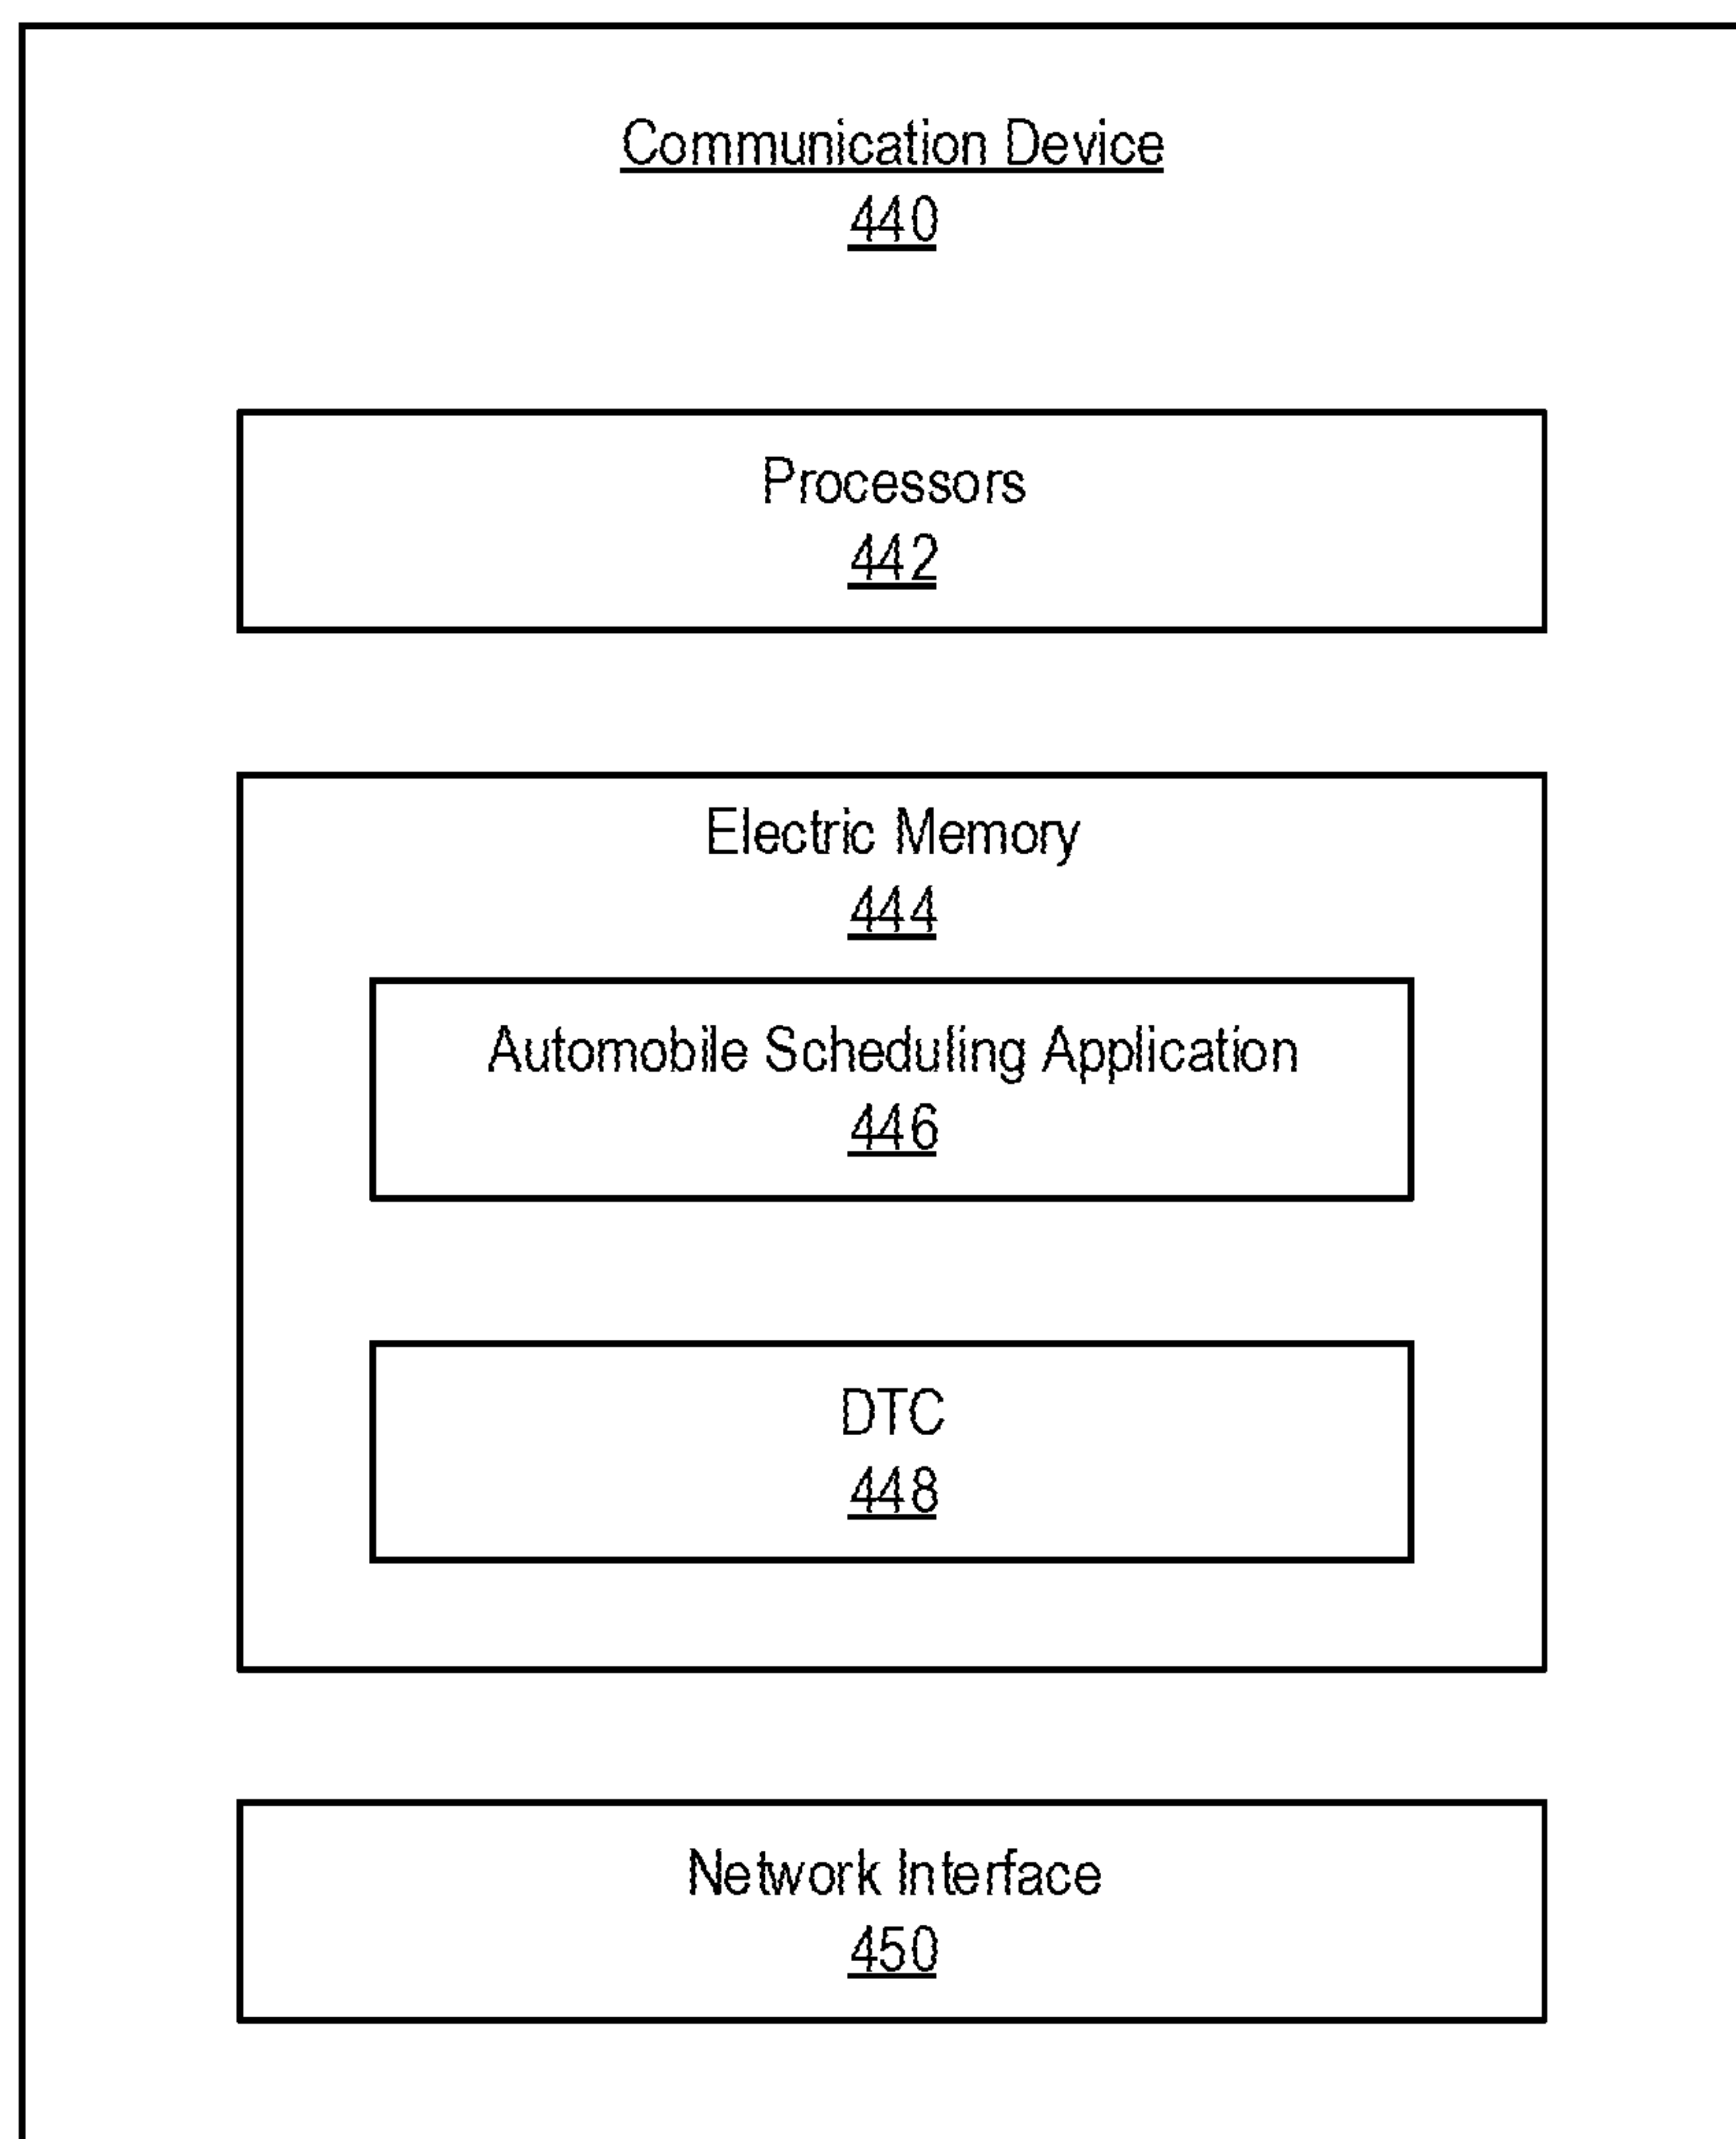 Communication Device
440
Processors
442
Electric Memory
444
Automobile Scheduling Application
446
DTC
448
Network Interface
450